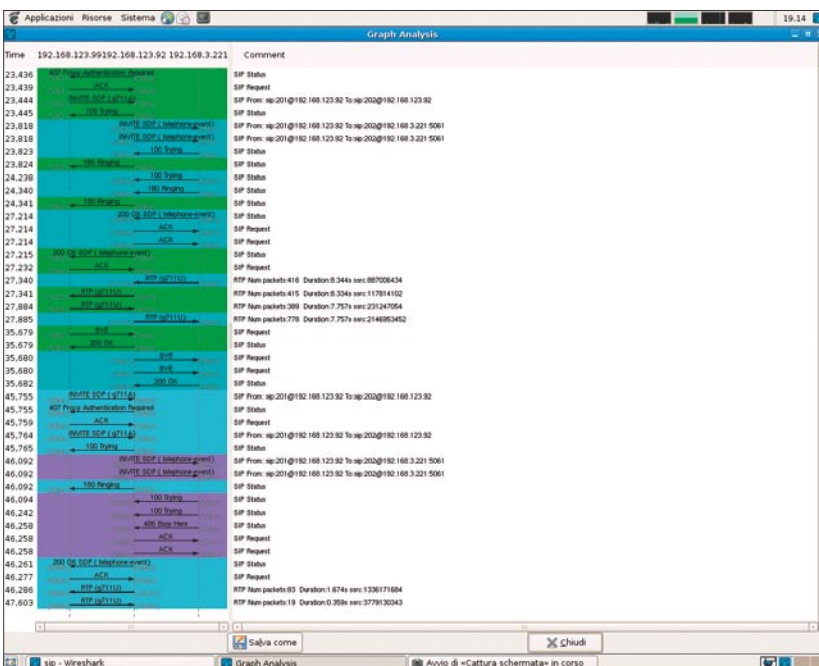 Applicazioni Risorse Sistema 19.14
Graph Analysis
Time 192.168.123.99192.168.123.92 192.168.3.221 Comment
23,436 407 Proxy Authentication Required SIP Status
23,439 ACK SIP Request
23,444 INVITE SDP ( g711A) SIP From: sip:201@192.168.123.92 To:sip:202@192.168.123.92
23,445 100 Trying SIP Status
23,818 INVITE SDP ( telephone-event) SIP From: sip:201@192.168.123.92 To:sip:202@192.168.3.221:5061
23,818 INVITE SDP ( telephone-event) SIP From: sip:201@192.168.123.92 To:sip:202@192.168.3.221:5061
23,823 100 Trying SIP Status
23,824 180 Ringing SIP Status
24,238 100 Trying SIP Status
24,340 180 Ringing SIP Status
24,341 180 Ringing SIP Status
27,214 200 OK SDP ( telephone-event) SIP Status
27,214 ACK SIP Request
27,214 ACK SIP Request
27,215 200 OK SDP ( telephone-event) SIP Status
27,232 ACK SIP Request
27,340 RTP (g711U) RTP Num packets:416 Duration:8.344s ssrc:887006434
27,341 RTP (g711U) RTP Num packets:415 Duration:8.334s ssrc:117814102
27,884 RTP (g711U) RTP Num packets:389 Duration:7.757s ssrc:231247054
27,885 RTP (g711U) RTP Num packets:778 Duration:7.757s ssrc:2146953452
35,679 BYE SIP Request
35,679 200 OK SIP Status
35,680 BYE SIP Request
35,680 BYE SIP Request
35,682 200 OK SIP Status
45,755 INVITE SDP ( g711A) SIP From: sip:201@192.168.123.92 To:sip:202@192.168.123.92
45,755 407 Proxy Authentication Required SIP Status
45,759 ACK SIP Request
45,764 INVITE SDP ( g711A) SIP From: sip:201@192.168.123.92 To:sip:202@192.168.123.92
45,765 100 Trying SIP Status
46,092 INVITE SDP ( telephone-event) SIP From: sip:201@192.168.123.92 To:sip:202@192.168.3.221:5061
46,092 INVITE SDP ( telephone-event) SIP From: sip:201@192.168.123.92 To:sip:202@192.168.3.221:5061
46,092 180 Ringing SIP Status
46,094 100 Trying SIP Status
46,242 100 Trying SIP Status
46,258 486 Busy Here SIP Status
46,258 ACK SIP Request
46,258 ACK SIP Request
46,261 200 OK SDP ( telephone-event) SIP Status
46,277 ACK SIP Request
46,286 RTP (g711U) RTP Num packets:83 Duration:1.674s ssrc:1336171684
47,603 RTP (g711U) RTP Num packets:19 Duration:0.359s ssrc:3779130343
Salva come Chiudi
sip - Wireshark Graph Analysis Avvio di «Cattura schermata» in corso